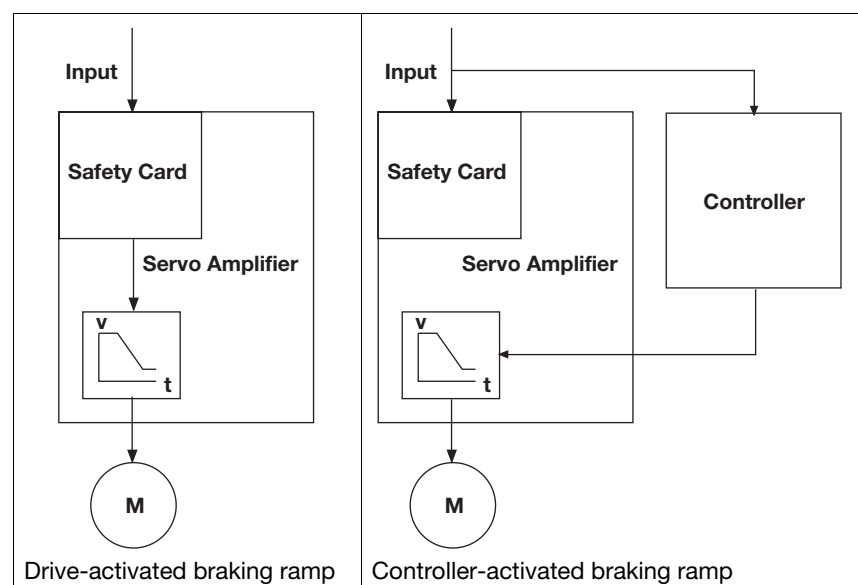 Input
Safety Card
Servo Amplifier
v
t
M
Drive-activated braking ramp
Input
Safety Card
Controller
Servo Amplifier
v
t
M
Controller-activated braking ramp